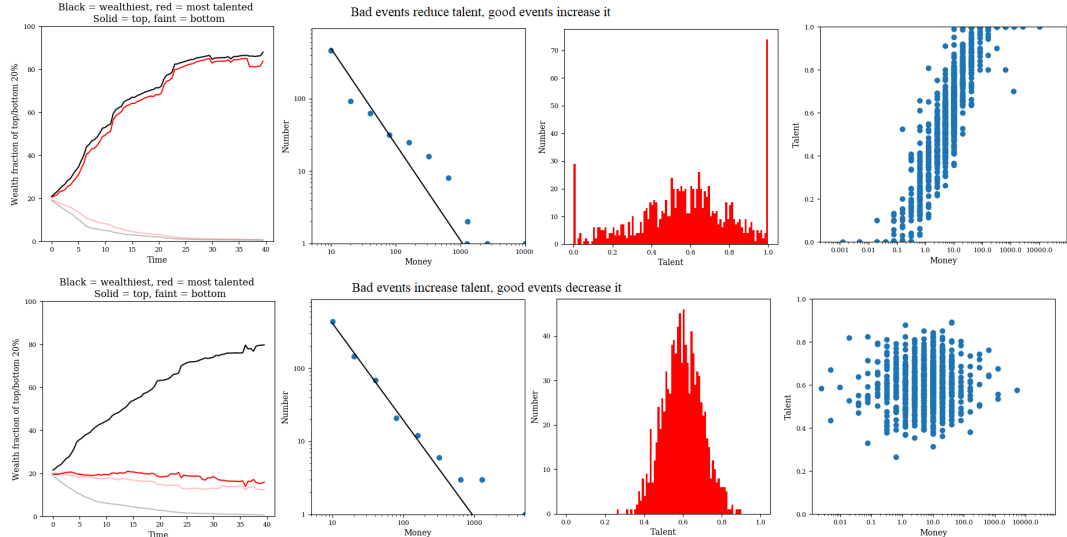 Bad events reduce talent, good events increase it
Black = wealthiest, red = most talented
Solid = top, faint = bottom
Wealth fraction of top/bottom 20%
100
80
60
40
20
0
0 5 10 15 20 25 30 35 40
Time
Number
100
10
1
10 100 1000 1000
Money
Number
70
60
50
40
30
20
10
0
0.0 0.2 0.4 0.6 0.8 1.0
Talent
Talent
1.0
0.8
0.6
0.4
0.2
0.0
0.001 0.01 0.1 1.0 10.0 100.0 1000.0 10000.0
Money
Bad events increase talent, good events decrease it
Black = wealthiest, red = most talented
Solid = top, faint = bottom
Wealth fraction of top/bottom 20%
100
80
60
40
20
0
0 5 10 15 20 25 30 35 40
Time
Number
100
10
1
10 100 1000
Money
Number
40
30
20
10
0
0.0 0.2 0.4 0.6 0.8 1.0
Talent
Talent
1.0
0.8
0.6
0.4
0.2
0.0
0.01 0.1 1.0 10.0 100.0 1000.0 10000.0
Money